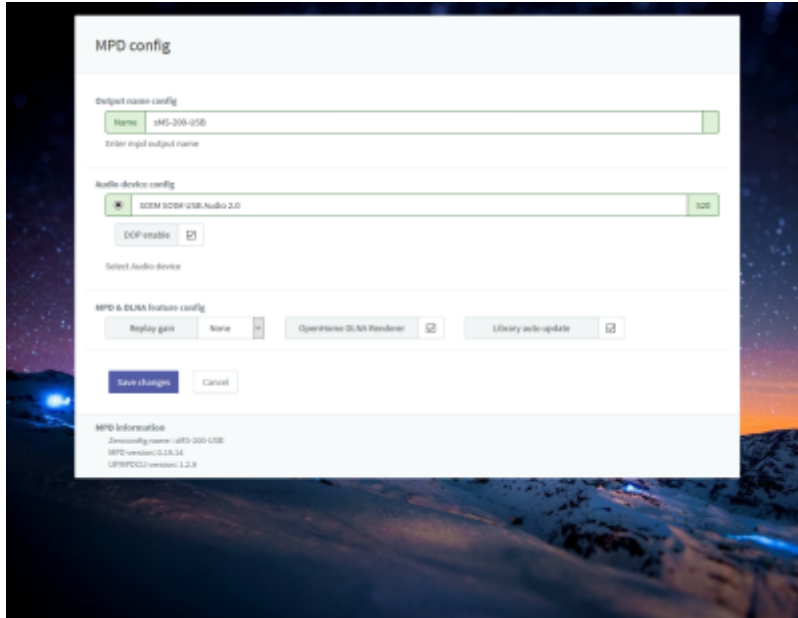 MPD config
Output name config
Name sMS-200-USB
Enter mpd output name
Audio device config
USB Audio 2.0
DOP enable
Select Audio device
MPD & DLNA feature config
Replay gain None OpenHome DLNA Renderer Library auto update
Save changes Cancel
MPD information
Zeroconfig name : sMS-200-USB
MPD version: 0.19.14
UPMPDCLI version: 1.2.9